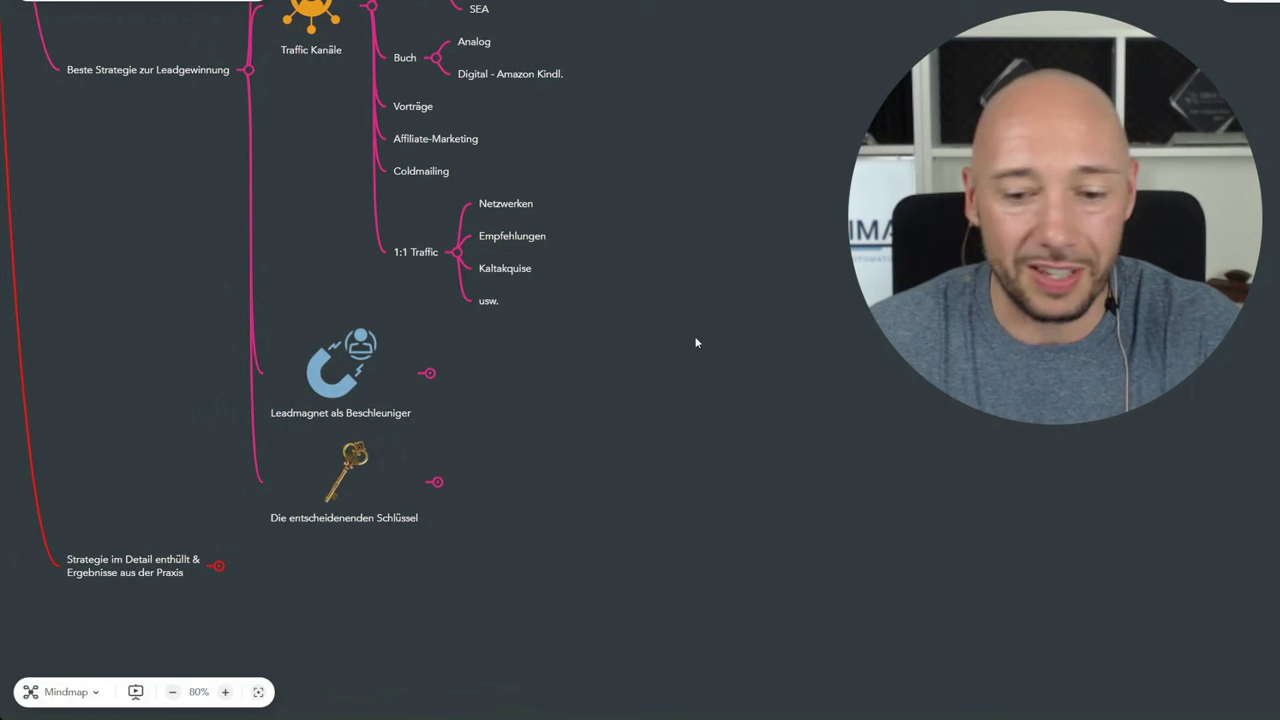 SEA
Traffic Kanäle
Analog
Buch
Beste Strategie zur Leadgewinnung
Digital - Amazon Kindl.
Vorträge
Affiliate-Marketing
Coldmailing
Netzwerken
Empfehlungen
1:1 Traffic
Kaltakquise
usw.
Leadmagnet als Beschleuniger
Die entscheidenenden Schlüssel
Strategie im Detail enthüllt &
Ergebnisse aus der Praxis
Mindmap
80%